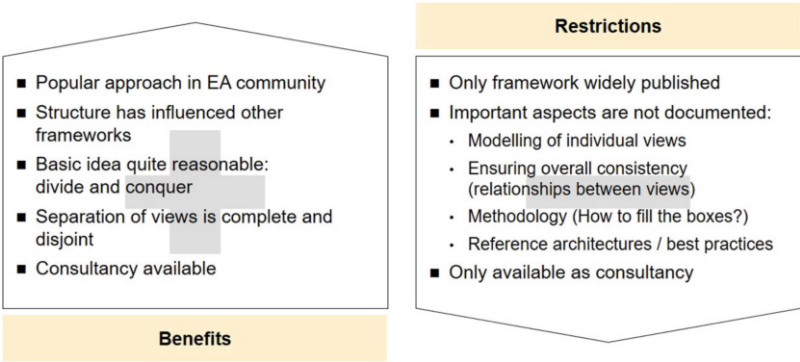 ■ Popular approach in EA community
■ Structure has influenced other
frameworks
■ Basic idea quite reasonable:
divide and conquer
■ Separation of views is complete and
disjoint
■ Consultancy available
Benefits
Restrictions
■ Only framework widely published
■ Important aspects are not documented:
• Modelling of individual views
• Ensuring overall consistency
(relationships between views)
• Methodology (How to fill the boxes?)
• Reference architectures / best practices
■ Only available as consultancy